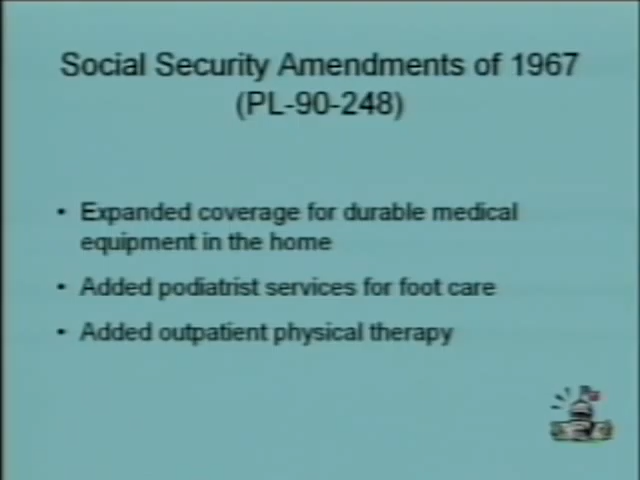 Social Security Amendments of 1967
(PL-90-248)
• Expanded coverage for durable medical
equipment in the home
• Added podiatrist services for foot care
• Added outpatient physical therapy